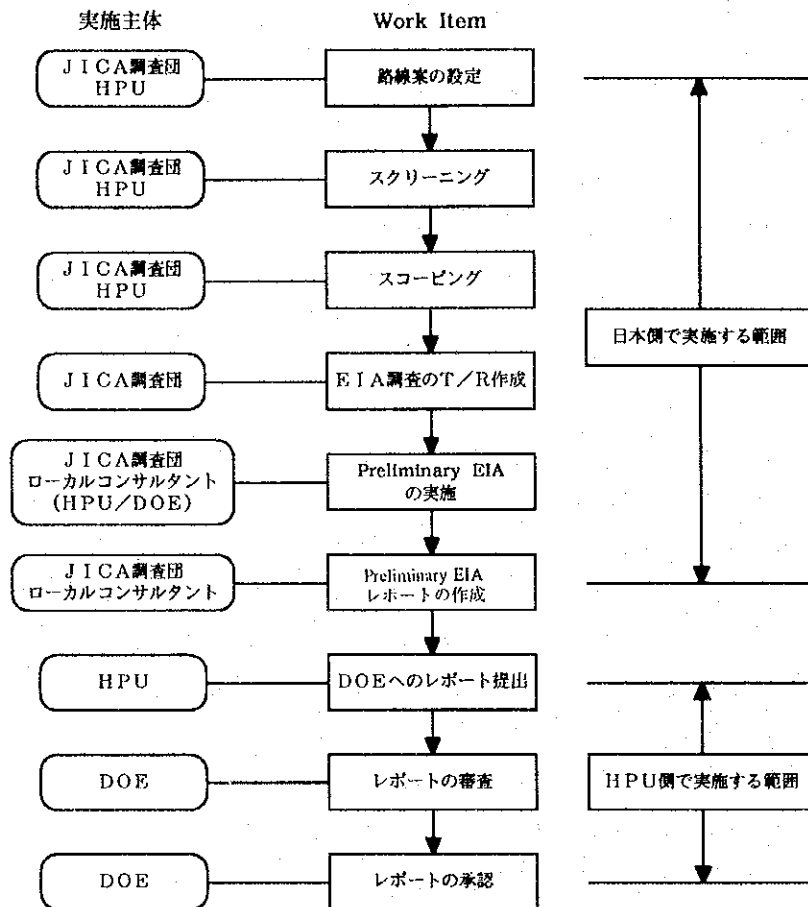 実施主体
Work Item
JICA調査団
HPU
路線案の設定
JICA調査団
HPU
スクリーニング
JICA調査団
HPU
スコーピング
日本側で実施する範囲
JICA調査団
EIA調査のT/R作成
JICA調査団
ローカルコンサルタント
(HPU/DOE)
Preliminary EIA
の実施
JICA調査団
ローカルコンサルタント
Preliminary EIA
レポートの作成
HPU
DOEへのレポート提出
DOE
レポートの審査
HPU側で実施する範囲
DOE
レポートの承認